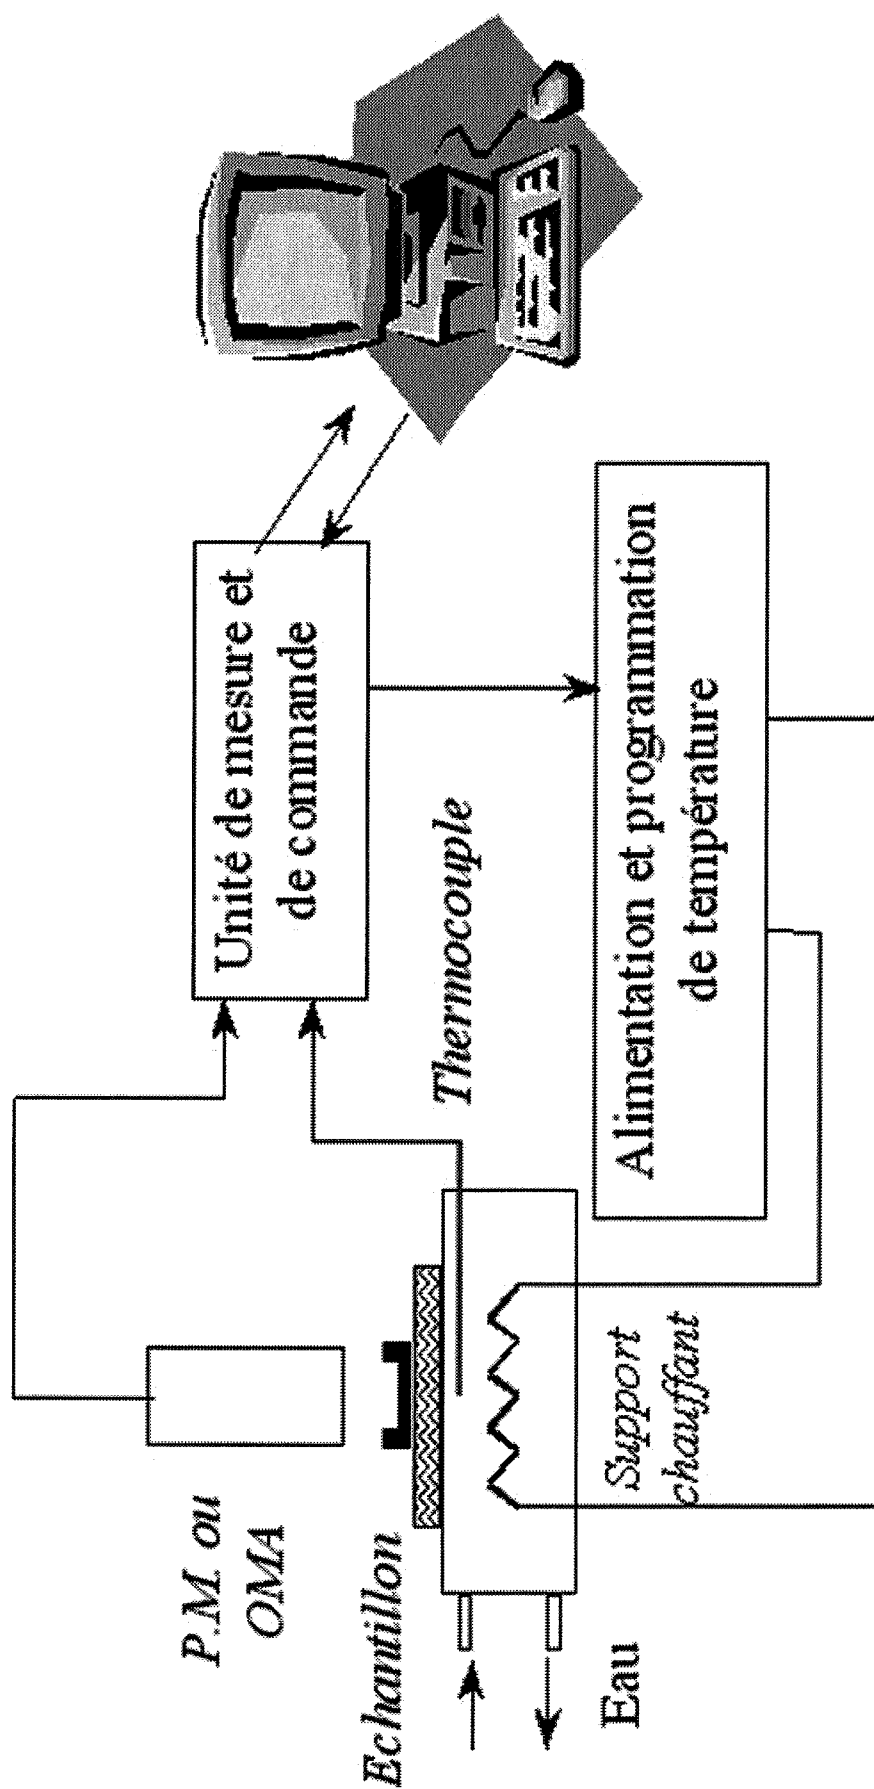 P.M. ou
OMA
Echantillon
Eau
Support
chauffant
Thermocouple
Unité de mesure et
de commande
Alimentation et programmation
de température